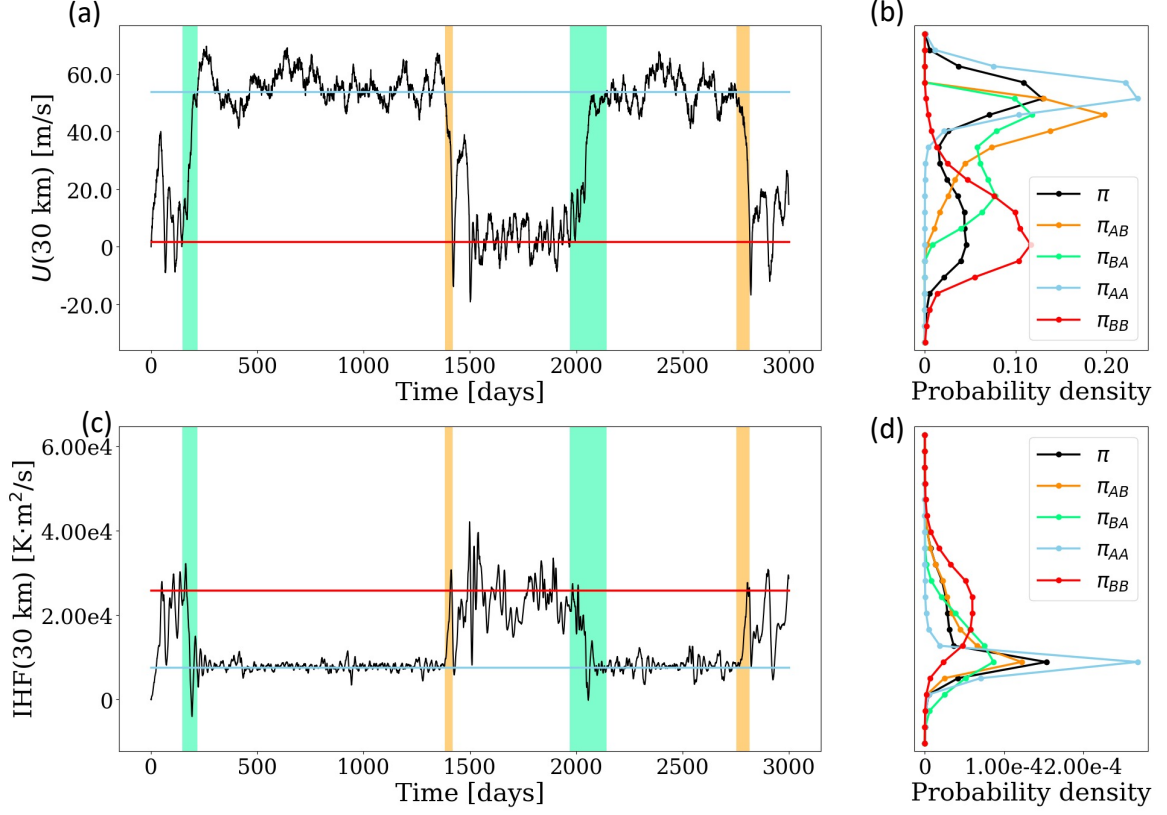 (a)
U(30 km) [m/s]
60.0
40.0
20.0
0
-20.0
0 500 1000 1500 2000 2500 3000
Time [days]
(b)
π
π_AB
π_BA
π_AA
π_BB
0 0.10 0.20
Probability density
(c)
IHF(30 km) [K·m²/s]
6.00e4
4.00e4
2.00e4
0
0 500 1000 1500 2000 2500 3000
Time [days]
(d)
π
π_AB
π_BA
π_AA
π_BB
0 1.00e-4 2.00e-4
Probability density